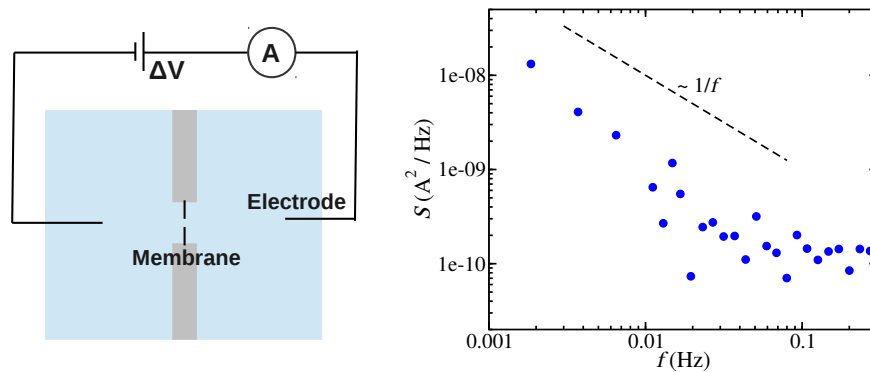 A
ΔV
Electrode
Membrane
S (A² / Hz)
1e-08
1e-09
1e-10
~ 1/f
0.001
0.01
0.1
f (Hz)